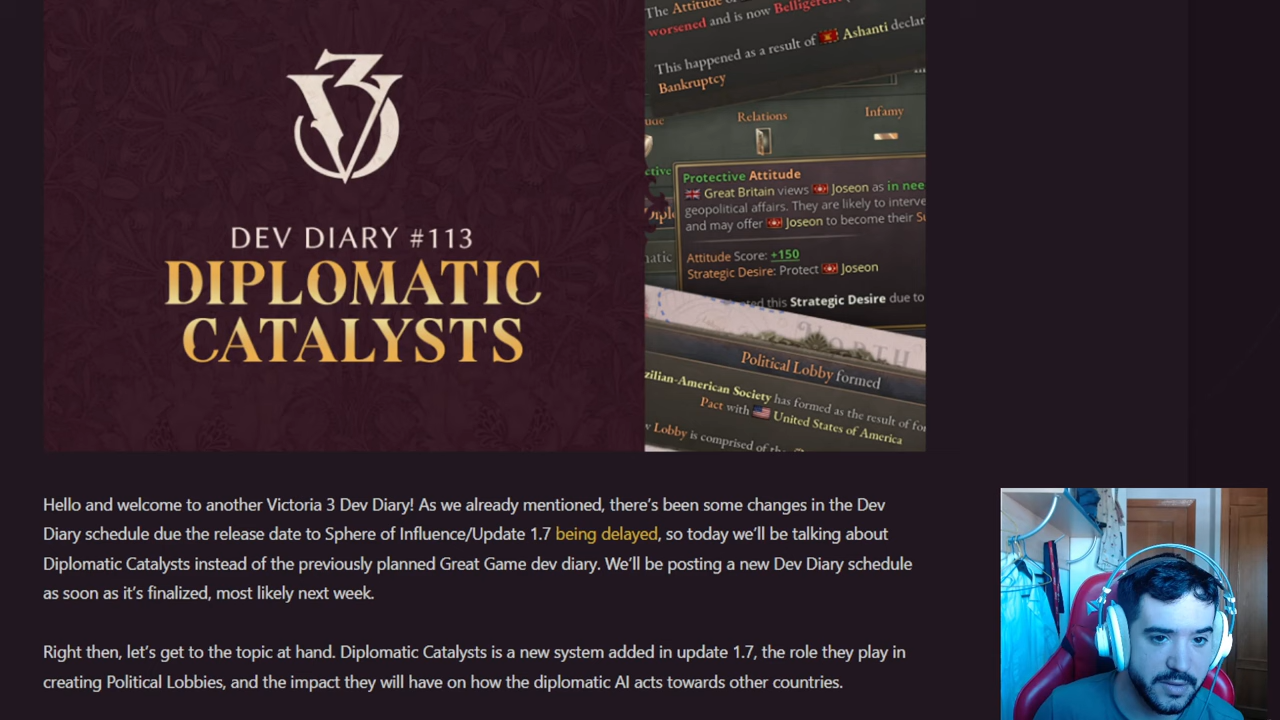 The Attitude
worsened and is now Belligerent
This happened as a result of Ashanti declar
Bankruptcy
Relations
Infamy
Protective Attitude
Great Britain views Joseon as in nee
geopolitical affairs. They are likely to interve
and may offer Joseon to become their Su
Attitude Score: +150
Strategic Desire: Protect Joseon
this Strategic Desire due to
NORTH
Political Lobby formed
zilian-American Society has formed as the result of
Pact with United States of America
Lobby is comprised of
V3
DEV DIARY #113
DIPLOMATIC
CATALYSTS
Hello and welcome to another Victoria 3 Dev Diary! As we already mentioned, there's been some changes in the Dev
Diary schedule due the release date to Sphere of Influence/Update 1.7 being delayed, so today we'll be talking about
Diplomatic Catalysts instead of the previously planned Great Game dev diary. We'll be posting a new Dev Diary schedule
as soon as it's finalized, most likely next week.
Right then, let's get to the topic at hand. Diplomatic Catalysts is a new system added in update 1.7, the role they play in
creating Political Lobbies, and the impact they will have on how the diplomatic AI acts towards other countries.